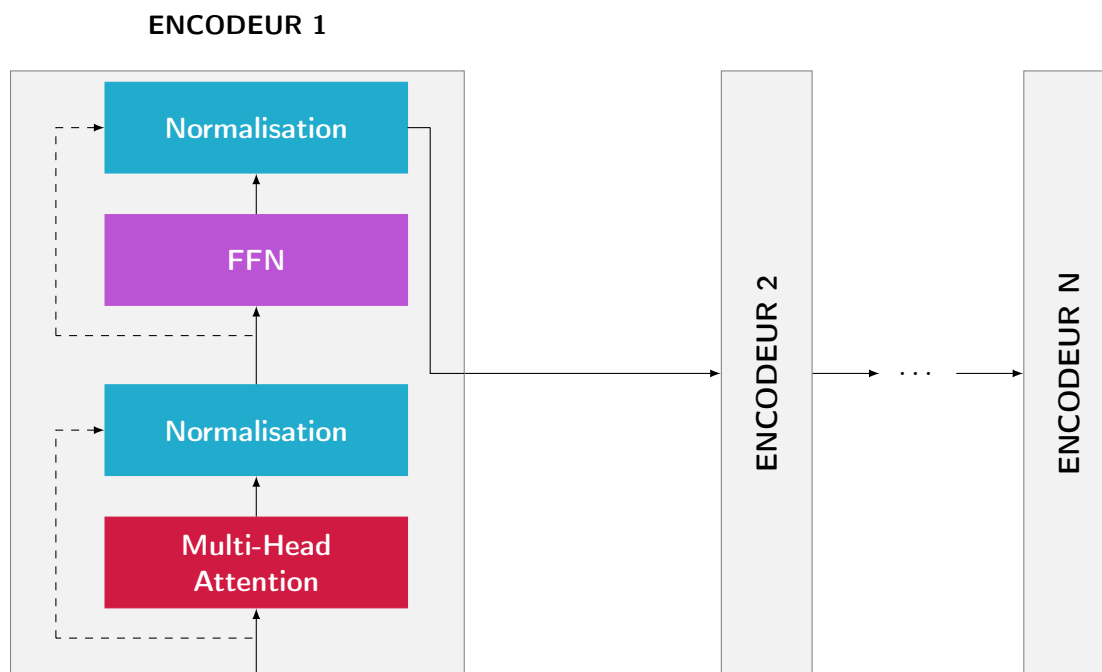 ENCODEUR 1
Normalisation
FFN
Normalisation
Multi-Head
Attention
ENCODEUR 2
...
ENCODEUR N